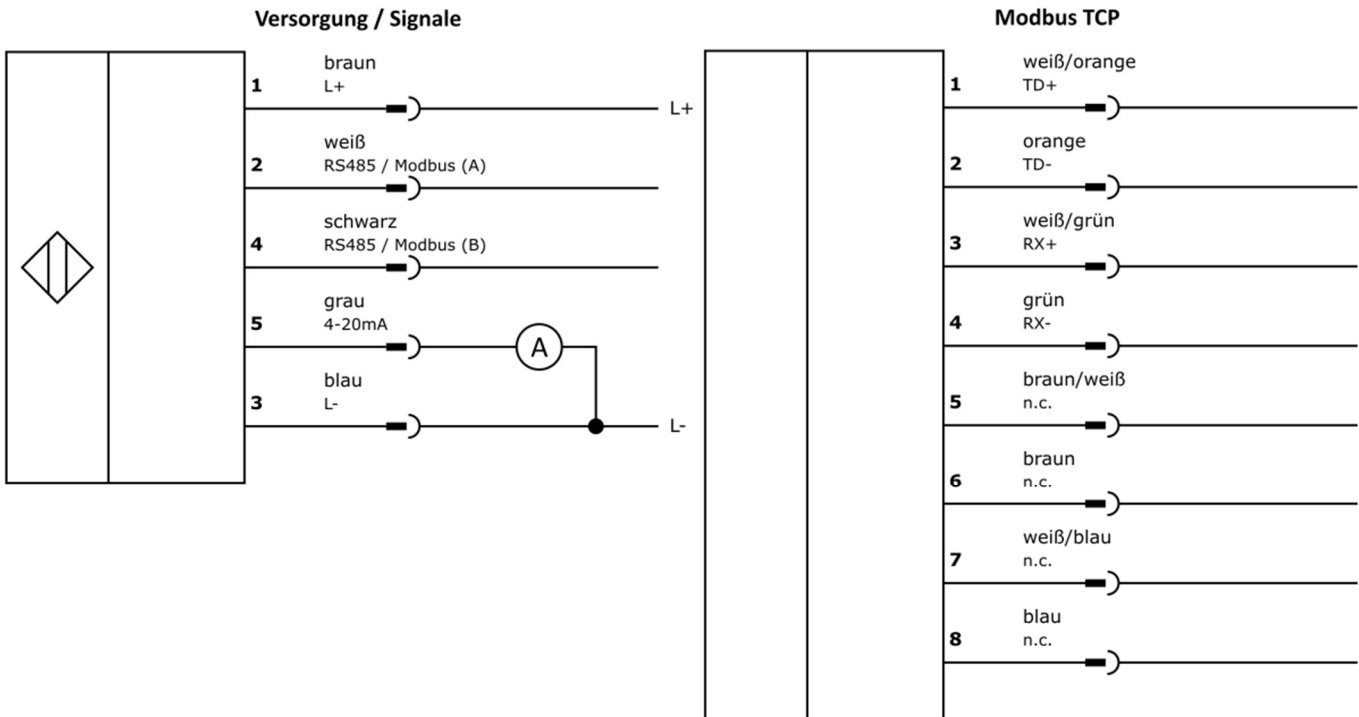 Versorgung / Signale
braun
1 L+
L+
weiß
2 RS485 / Modbus (A)
schwarz
4 RS485 / Modbus (B)
grau
5 4-20mA
A
blau
3 L-
L-
Modbus TCP
weiß/orange
1 TD+
orange
2 TD-
weiß/grün
3 RX+
grün
4 RX-
braun/weiß
5 n.c.
braun
6 n.c.
weiß/blau
7 n.c.
blau
8 n.c.